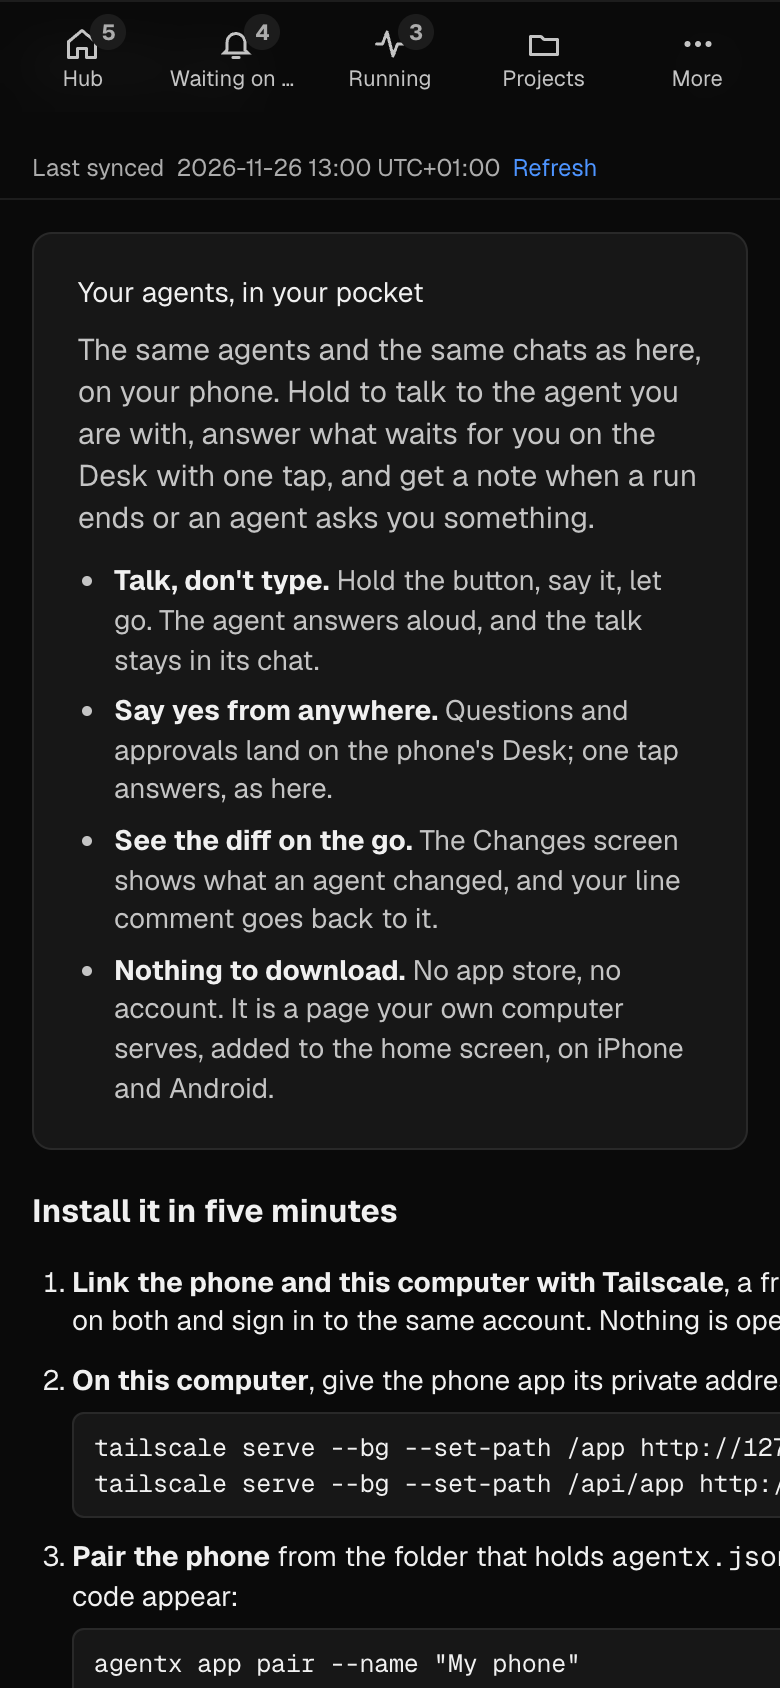 5
4
3
Hub
Waiting on ...
Running
Projects
More
Last synced 2026-11-26 13:00 UTC+01:00 Refresh
Your agents, in your pocket
The same agents and the same chats as here,
on your phone. Hold to talk to the agent you
are with, answer what waits for you on the
Desk with one tap, and get a note when a run
ends or an agent asks you something.
• Talk, don't type. Hold the button, say it, let
go. The agent answers aloud, and the talk
stays in its chat.
• Say yes from anywhere. Questions and
approvals land on the phone's Desk; one tap
answers, as here.
• See the diff on the go. The Changes screen
shows what an agent changed, and your line
comment goes back to it.
• Nothing to download. No app store, no
account. It is a page your own computer
serves, added to the home screen, on iPhone
and Android.
Install it in five minutes
1. Link the phone and this computer with Tailscale, a fr
on both and sign in to the same account. Nothing is ope
2. On this computer, give the phone app its private addre
tailscale serve --bg --set-path /app http://127
tailscale serve --bg --set-path /api/app http:/
3. Pair the phone from the folder that holds agentx.jso
code appear:
agentx app pair --name "My phone"